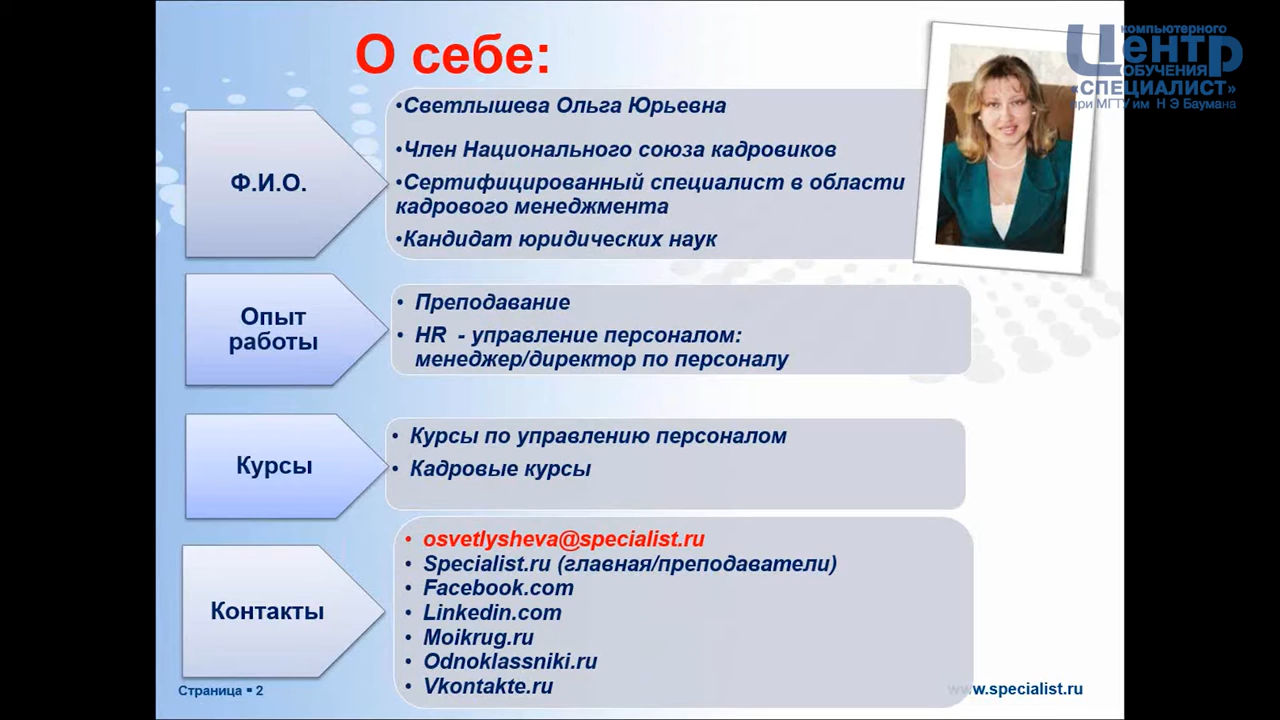 О себе:
компьютерного
Центр
ОБУЧЕНИЯ
«СПЕЦИАЛИСТ»
при МГТУ им Н Э Баумана
Ф.И.О.
•Светлышева Ольга Юрьевна
•Член Национального союза кадровиков
•Сертифицированный специалист в области
кадрового менеджмента
•Кандидат юридических наук
Опыт
работы
• Преподавание
• HR - управление персоналом:
менеджер/директор по персоналу
Курсы
• Курсы по управлению персоналом
• Кадровые курсы
Контакты
• osvetlysheva@specialist.ru
• Specialist.ru (главная/преподаватели)
• Facebook.com
• Linkedin.com
• Moikrug.ru
• Odnoklassniki.ru
• Vkontakte.ru
Страница ▪ 2
www.specialist.ru